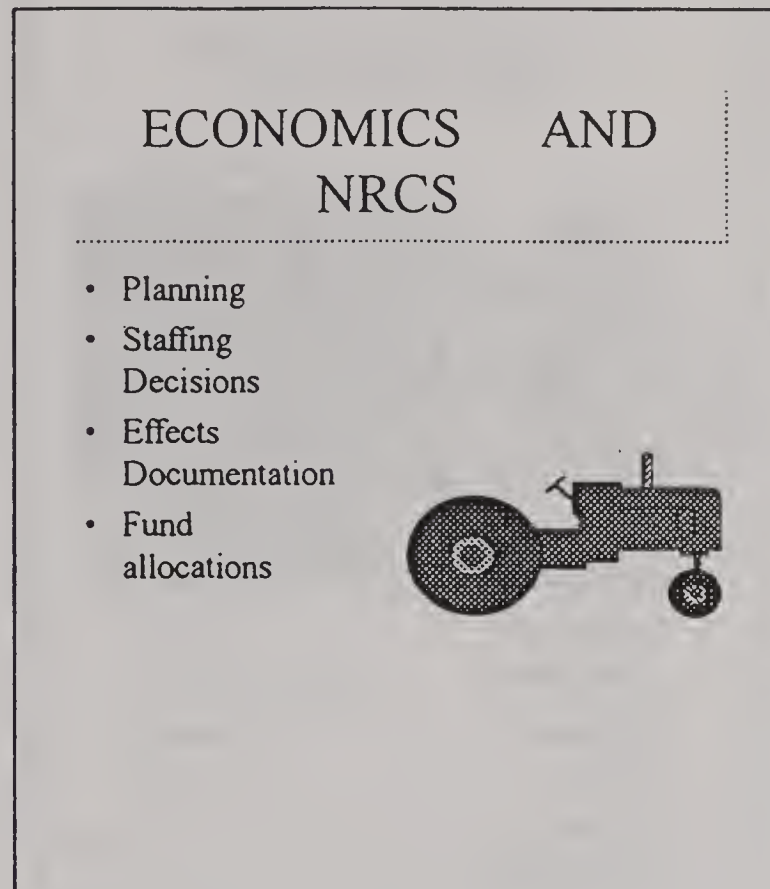 ECONOMICS AND
NRCS
• Planning
• Staffing
Decisions
• Effects
Documentation
• Fund
allocations